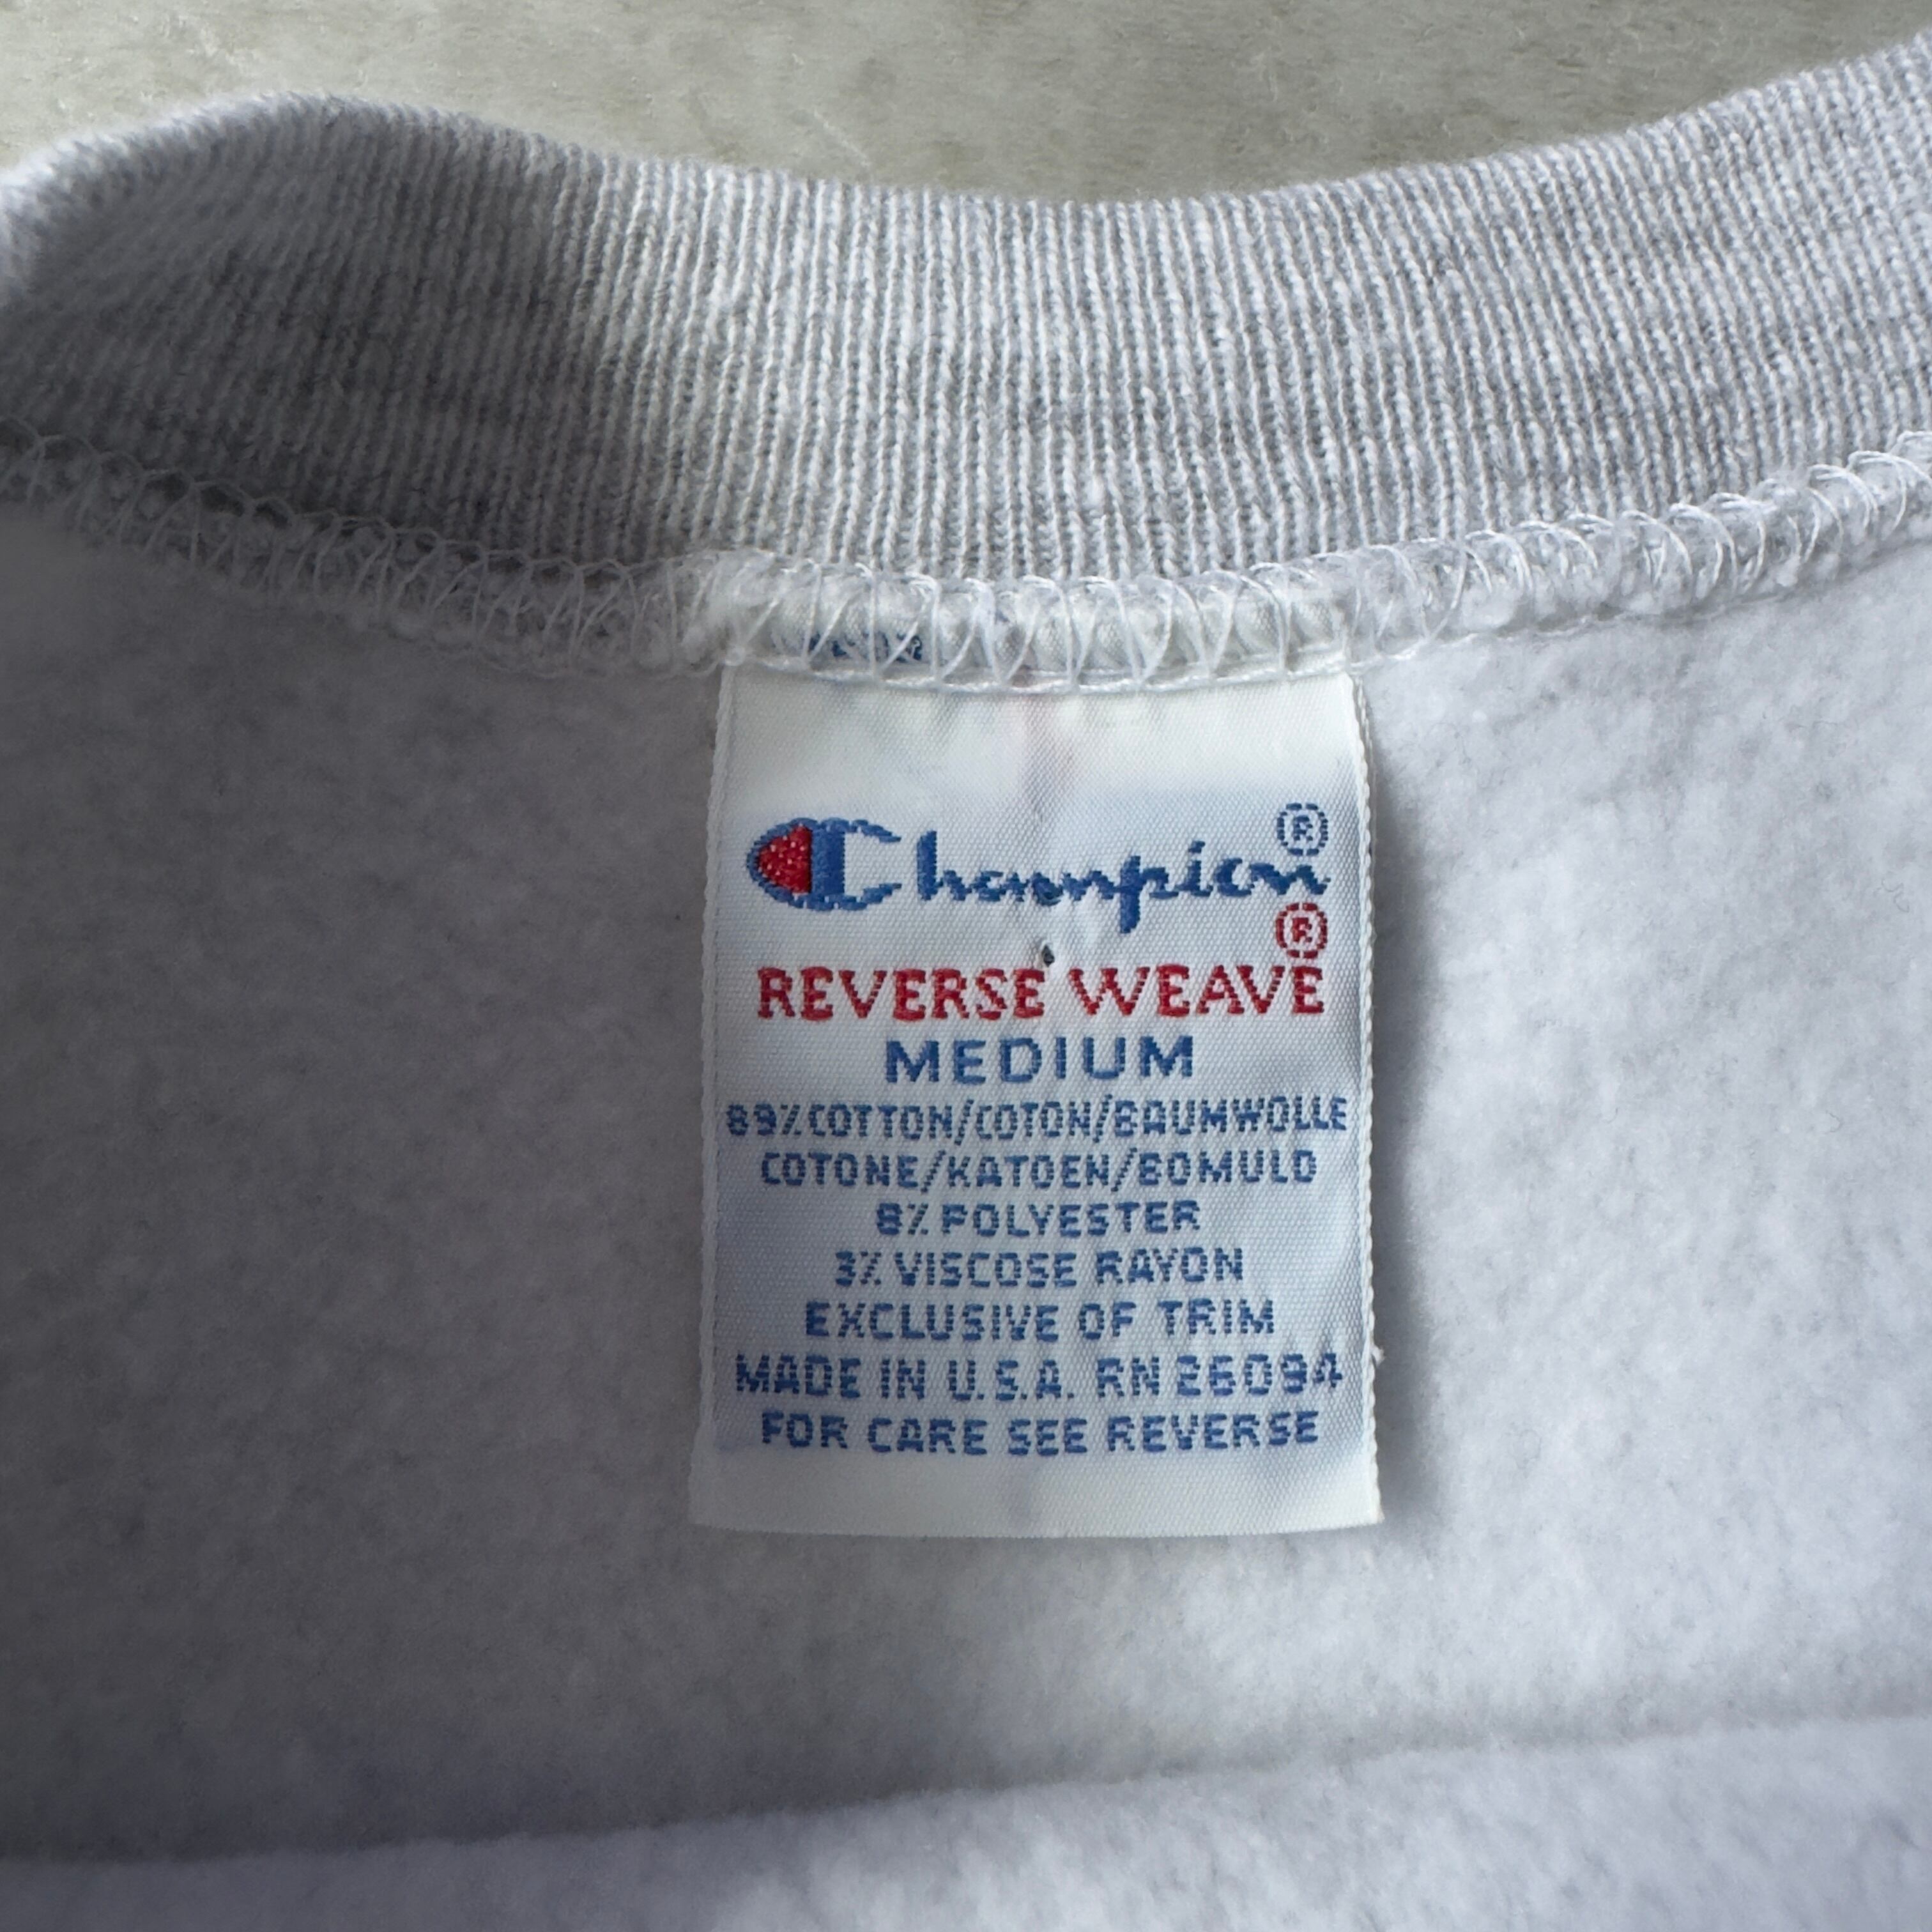 Champion®
REVERSE WEAVE®
MEDIUM
89% COTTON/COTON/BAUMWOLLE
COTONE/KATOEN/BOMULD
8% POLYESTER
3% VISCOSE RAYON
EXCLUSIVE OF TRIM
MADE IN U.S.A. RN 26094
FOR CARE SEE REVERSE